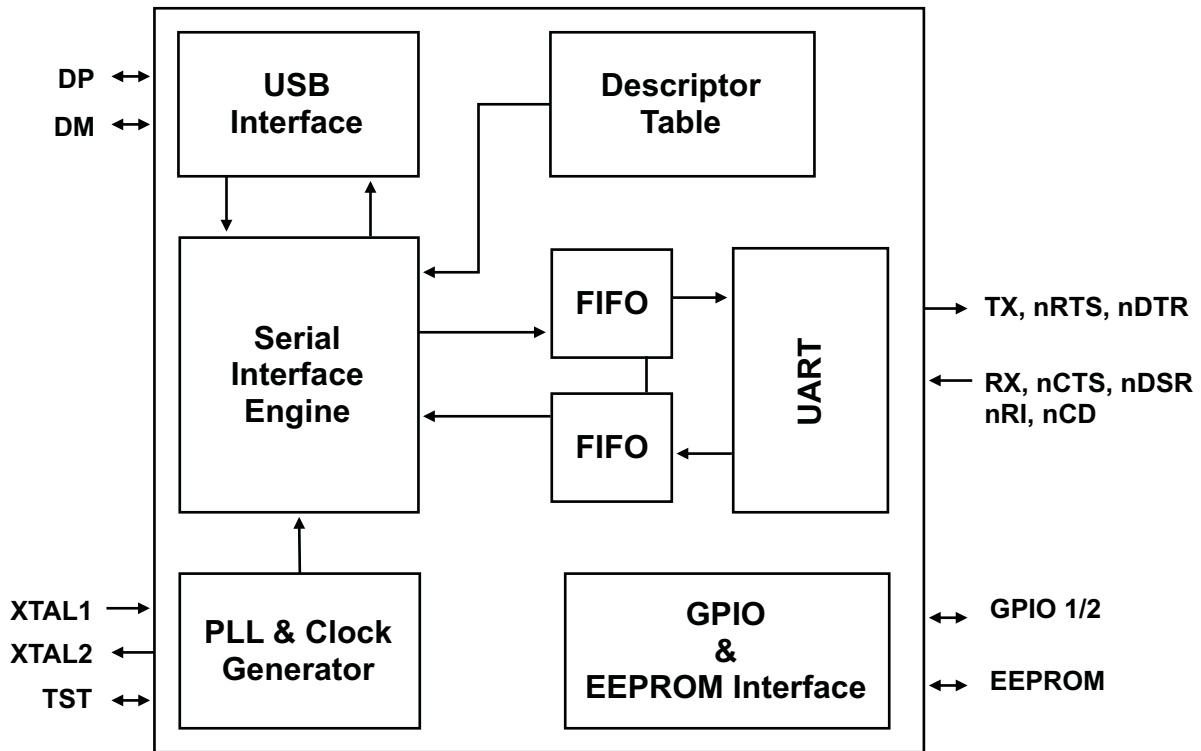 DP
DM
USB
Interface
Descriptor
Table
Serial
Interface
Engine
FIFO
FIFO
UART
TX, nRTS, nDTR
RX, nCTS, nDSR
nRI, nCD
XTAL1
XTAL2
TST
PLL & Clock
Generator
GPIO
&
EEPROM Interface
GPIO 1/2
EEPROM